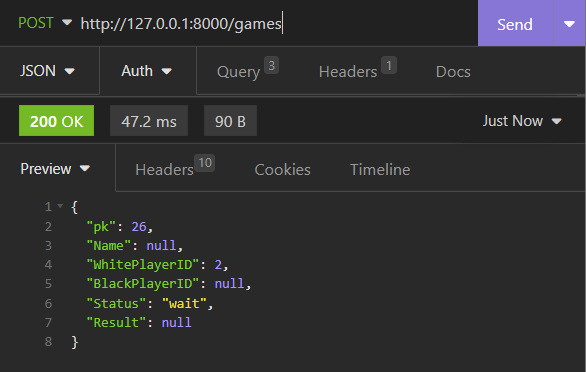 POST http://127.0.0.1:8000/games Send
JSON Auth Query 3 Headers 1 Docs
200 OK 47.2 ms 90 B Just Now
Preview Headers 10 Cookies Timeline
1 {
2 "pk": 26,
3 "Name": null,
4 "WhitePlayerID": 2,
5 "BlackPlayerID": null,
6 "Status": "wait",
7 "Result": null
8 }